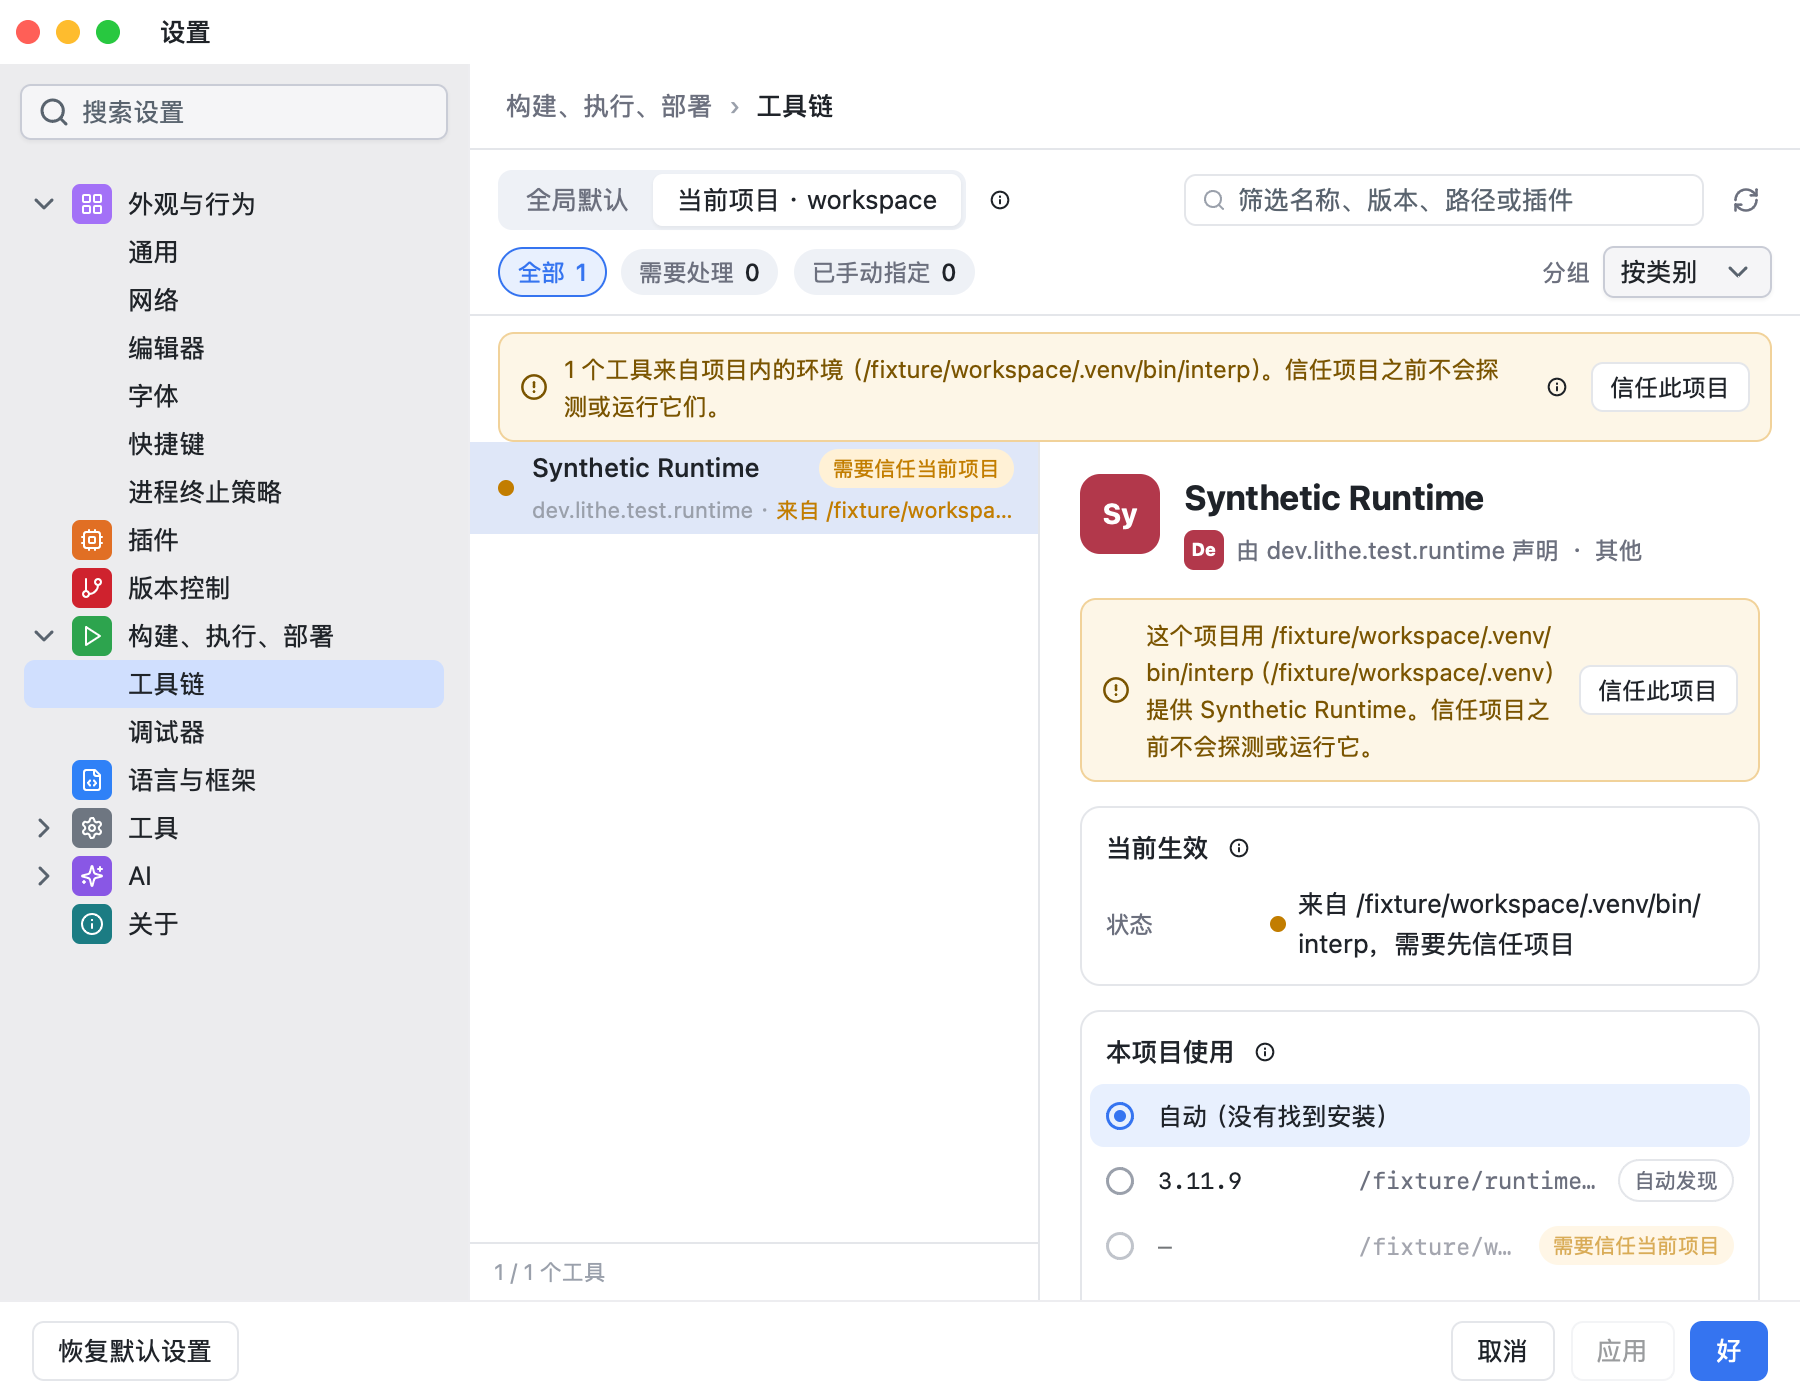 设置
搜索设置
外观与行为
通用
网络
编辑器
字体
快捷键
进程终止策略
插件
版本控制
构建、执行、部署
工具链
调试器
语言与框架
工具
AI
关于
构建、执行、部署 › 工具链
全局默认 当前项目 · workspace
筛选名称、版本、路径或插件
全部 1 需要处理 0 已手动指定 0
分组 按类别
1 个工具来自项目内的环境（/fixture/workspace/.venv/bin/interp）。信任项目之前不会探
测或运行它们。
信任此项目
Synthetic Runtime 需要信任当前项目
dev.lithe.test.runtime · 来自 /fixture/workspa…
1 / 1 个工具
Sy
Synthetic Runtime
De 由 dev.lithe.test.runtime 声明 · 其他
这个项目用 /fixture/workspace/.venv/
bin/interp (/fixture/workspace/.venv)
提供 Synthetic Runtime。信任项目之
前不会探测或运行它。
信任此项目
当前生效
状态
来自 /fixture/workspace/.venv/bin/
interp，需要先信任项目
本项目使用
自动（没有找到安装）
3.11.9 /fixture/runtime… 自动发现
— /fixture/w… 需要信任当前项目
恢复默认设置
取消 应用 好